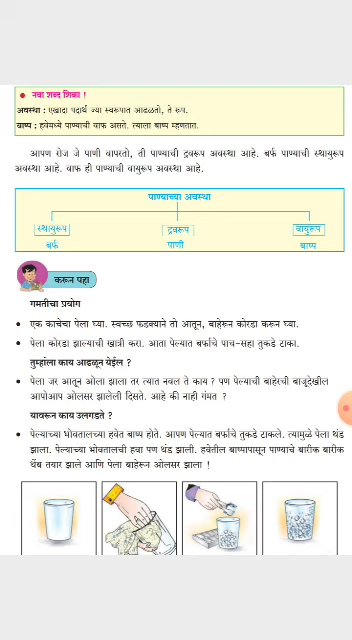 नवा शब्द शिका !
अवस्था : एखादा पदार्थ ज्या स्वरूपात आढळतो, ते रूप.
बाष्प : हवेमध्ये पाण्याची वाफ असते. त्याला बाष्प म्हणतात.
आपण रोज जे पाणी वापरतो, ती पाण्याची द्रवरूप अवस्था आहे. बर्फ पाण्याची स्थायुरूप
अवस्था आहे. वाफ ही पाण्याची वायुरूप अवस्था आहे.
पाण्याच्या अवस्था
स्थायुरूप द्रवरूप वायुरूप
बर्फ पाणी बाष्प
करून पहा
गमतीचा प्रयोग
• एक काचेचा पेला घ्या. स्वच्छ फडक्याने तो आतून, बाहेरून कोरडा करून घ्या.
• पेला कोरडा झाल्याची खात्री करा. आता पेल्यात बर्फाचे पाच-सहा तुकडे टाका.
तुम्हांला काय आढळून येईल ?
• पेला जर आतून ओला झाला तर त्यात नवल ते काय ? पण पेल्याची बाहेरची बाजूदेखील
आपोआप ओलसर झालेली दिसते. आहे की नाही गंमत ?
यावरून काय उलगडते ?
• पेल्याच्या भोवतालच्या हवेत बाष्प होते. आपण पेल्यात बर्फाचे तुकडे टाकले. त्यामुळे पेला थंड
झाला. पेल्याच्या भोवतालची हवा पण थंड झाली. हवेतील बाष्पापासून पाण्याचे बारीक बारीक
थेंब तयार झाले आणि पेला बाहेरून ओलसर झाला !